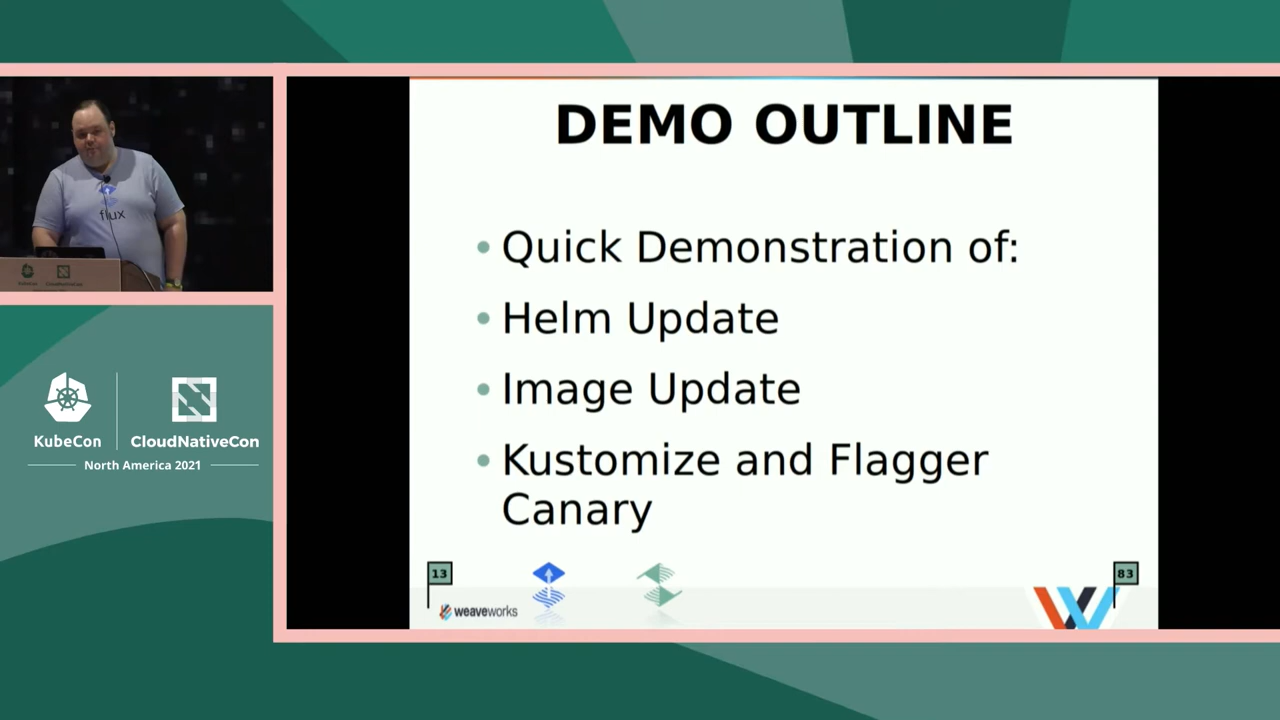 DEMO OUTLINE
Quick Demonstration of:
Helm Update
Image Update
Kustomize and Flagger
Canary
13
83
weaveworks
flux
KubeCon
CloudNativeCon
North America 2021